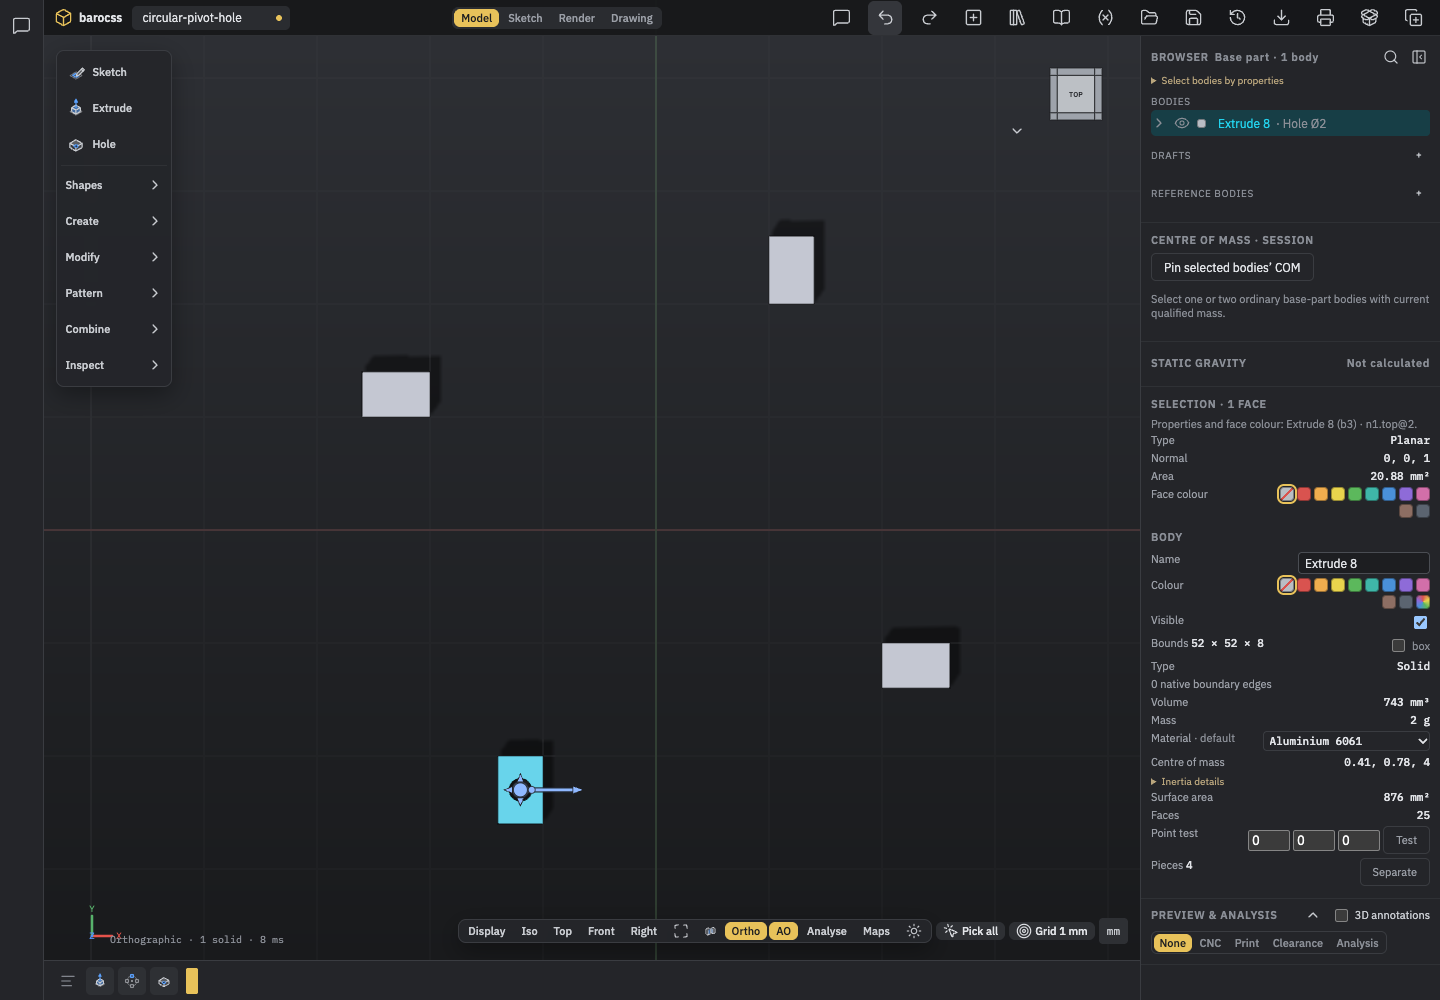 barocss
circular-pivot-hole
Model
Sketch
Render
Drawing
Sketch
Extrude
Hole
Shapes
Create
Modify
Pattern
Combine
Inspect
TOP
BROWSER Base part · 1 body
Select bodies by properties
BODIES
Extrude 8 · Hole Ø2
DRAFTS
REFERENCE BODIES
CENTRE OF MASS · SESSION
Pin selected bodies’ COM
Select one or two ordinary base-part bodies with current
qualified mass.
STATIC GRAVITY Not calculated
SELECTION · 1 FACE
Properties and face colour: Extrude 8 (b3) · n1.top@2.
Type Planar
Normal 0, 0, 1
Area 20.88 mm²
Face colour
BODY
Name Extrude 8
Colour
Visible
Bounds 52 × 52 × 8 box
Type Solid
0 native boundary edges
Volume 743 mm³
Mass 2 g
Material · default Aluminium 6061
Centre of mass 0.41, 0.78, 4
Inertia details
Surface area 876 mm²
Faces 25
Point test 0 0 0 Test
Pieces 4 Separate
PREVIEW & ANALYSIS 3D annotations
None CNC Print Clearance Analysis
Y
X
Z
Orthographic · 1 solid · 8 ms
Display Iso Top Front Right Ortho AO Analyse Maps Pick all Grid 1 mm mm